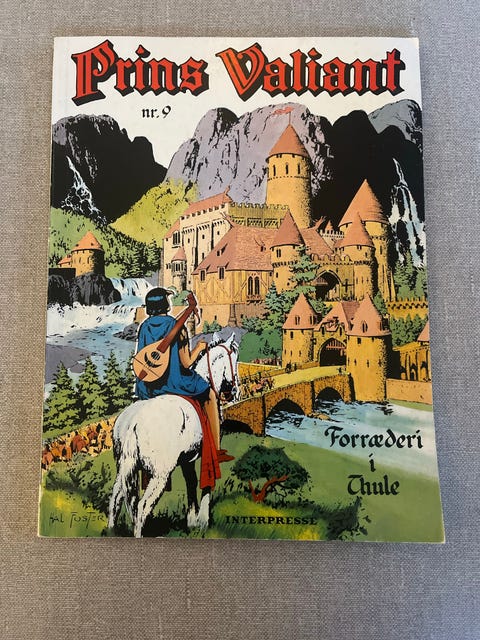 Prins Valiant
nr. 9
Forræderi
i
Thule
HAL FOSTER
INTERPRESSE